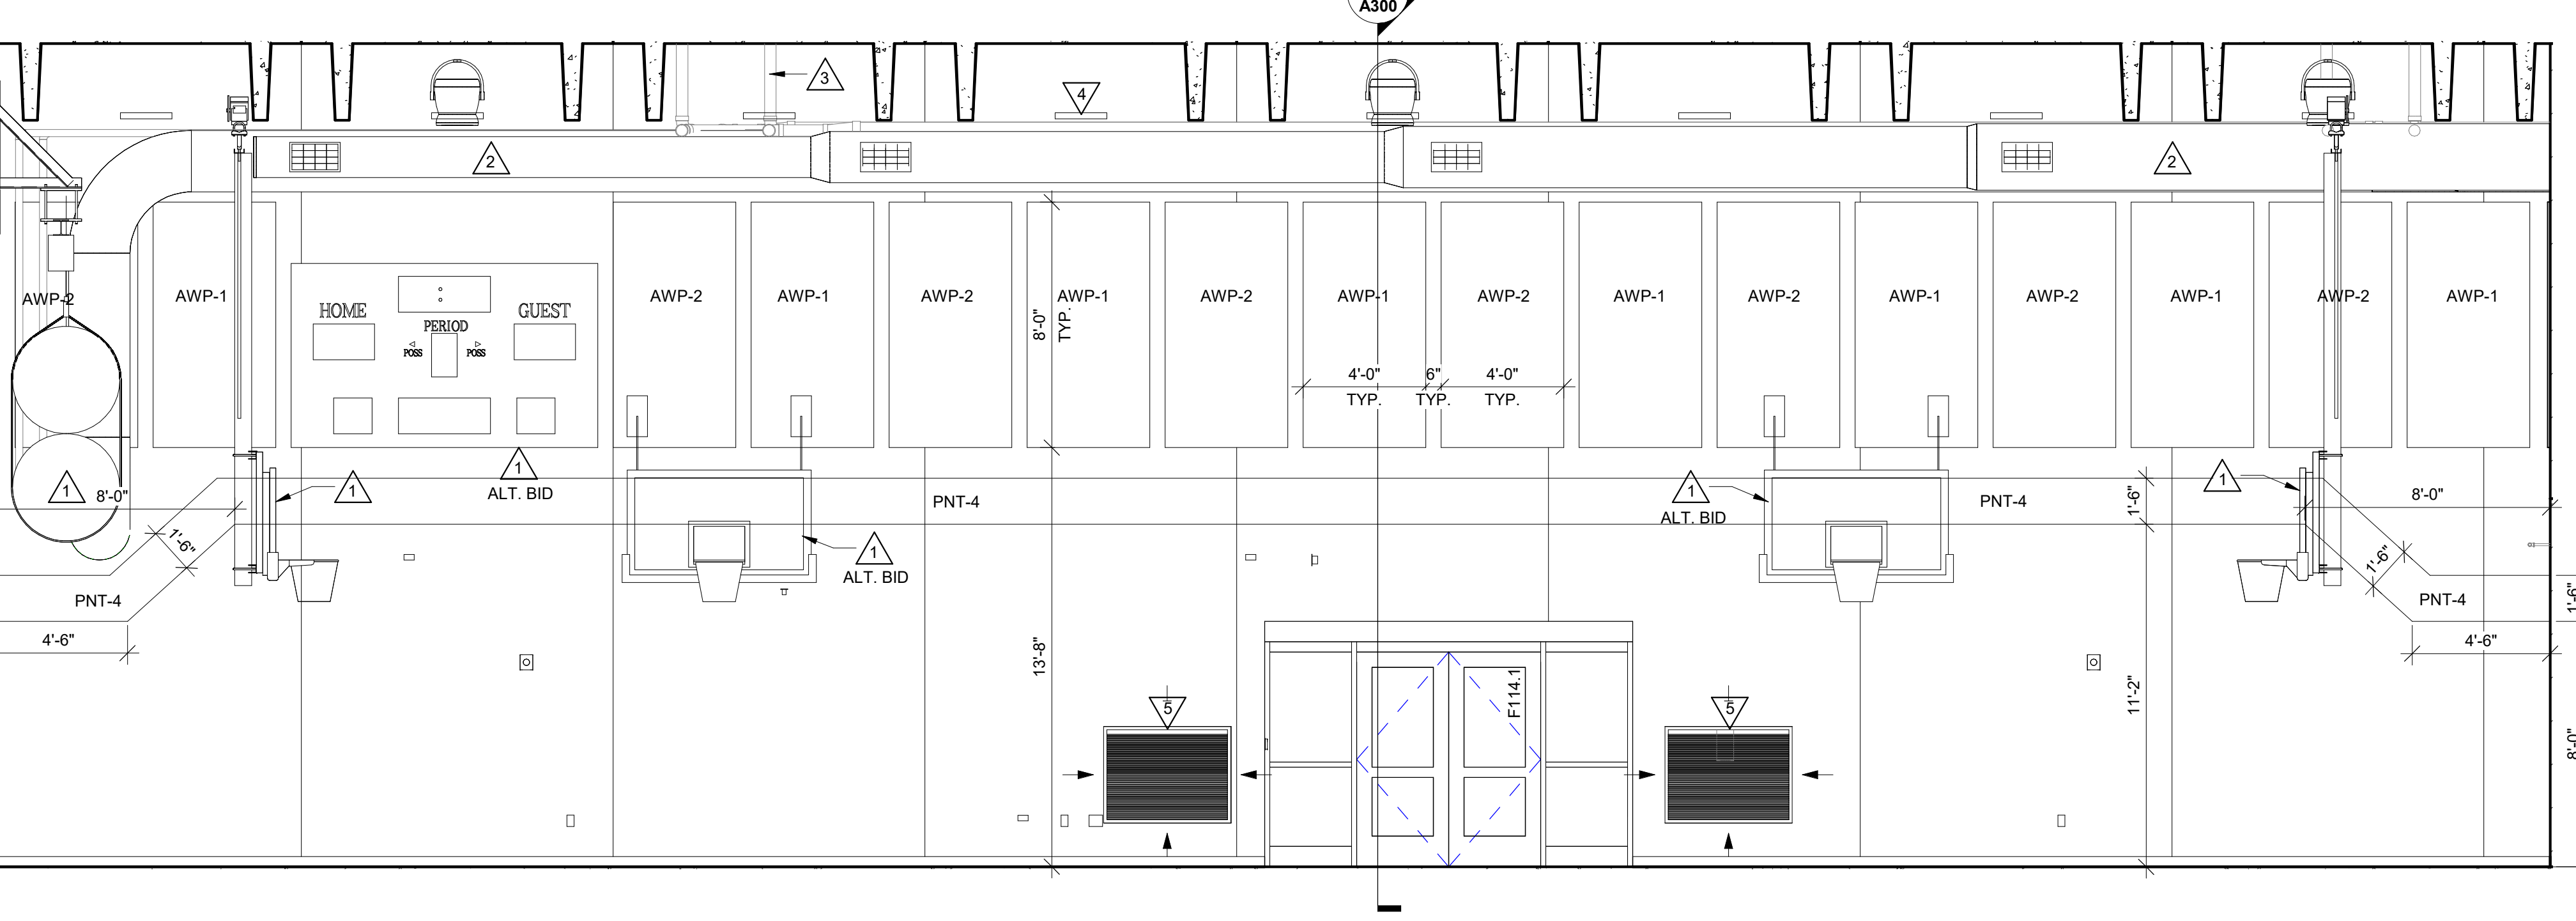 A300
3
4
2
2
AWP-2
AWP-1
AWP-2
AWP-1
AWP-2
AWP-1
AWP-2
AWP-1
AWP-2
AWP-1
AWP-2
AWP-1
AWP-2
AWP-1
AWP-2
AWP-1
HOME
GUEST
PERIOD
POSS
POSS
8'-0"
TYP.
4'-0"
6"
4'-0"
TYP.
TYP.
TYP.
1
ALT. BID
1
8'-0"
1
PNT-4
1
ALT. BID
PNT-4
1'-6"
1
8'-0"
1'-6"
1
ALT. BID
1'-6"
PNT-4
PNT-4
1'-6"
4'-6"
4'-6"
13'-8"
11'-2"
F114.1
5
5
8'-0"